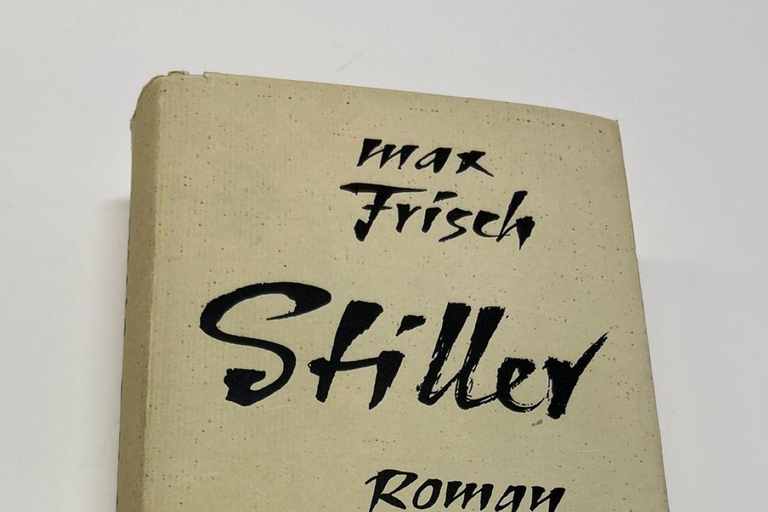 max
Frisch
Stiller
Roman